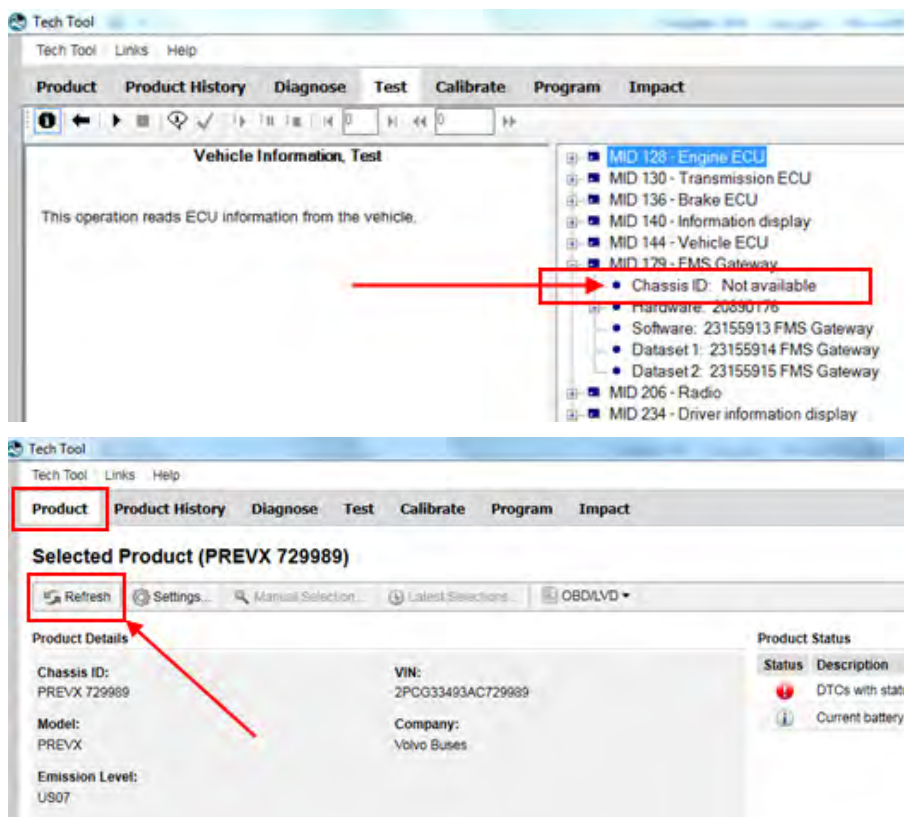 Tech Tool
Tech Tool Links Help
Product Product History Diagnose Test Calibrate Program Impact
0 0
Vehicle Information, Test
This operation reads ECU information from the vehicle.
MID 128 - Engine ECU
MID 130 - Transmission ECU
MID 136 - Brake ECU
MID 140 - Information display
MID 144 - Vehicle ECU
MID 179 - FMS Gateway
Chassis ID: Not available
Hardware: 20890176
Software: 23155913 FMS Gateway
Dataset 1: 23155914 FMS Gateway
Dataset 2: 23155915 FMS Gateway
MID 206 - Radio
MID 234 - Driver information display
Tech Tool
Tech Tool Links Help
Product Product History Diagnose Test Calibrate Program Impact
Selected Product (PREVX 729989)
Refresh Settings... Manual Selection... Latest Selections... OBD/LVD
Product Details
Product Status
Chassis ID:
PREVX 729989
VIN:
2PCG33493AC729989
Status Description
DTCs with stat
Current battery
Model:
PREVX
Company:
Volvo Buses
Emission Level:
US07